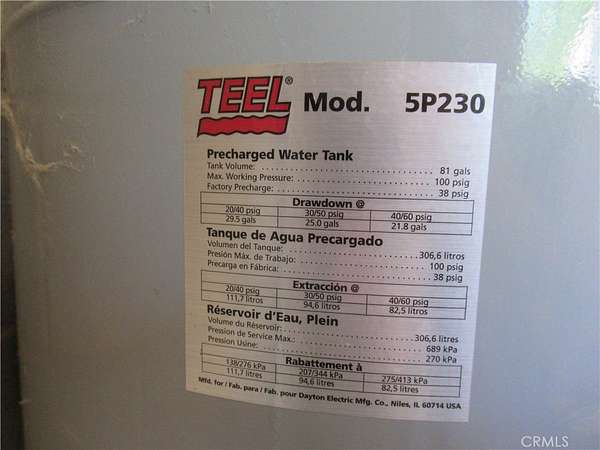 TEEL® Mod. 5P230
Precharged Water Tank
Tank Volume: 81 gals
Max. Working Pressure: 100 psig
Factory Precharge: 38 psig
Drawdown @
20/40 psig 30/50 psig 40/60 psig
29.5 gals 25.0 gals 21.8 gals
Tanque de Agua Precargado
Volumen del Tanque: 306,6 litros
Presión Máx. de Trabajo: 100 psig
Precarga en Fábrica: 38 psig
Extracción @
20/40 psig 30/50 psig 40/60 psig
111,7 litros 94,6 litros 82,5 litros
Réservoir d'Eau, Plein
Volume du Réservoir: 306,6 litres
Pression de Service Max.: 689 kPa
Pression Usine: 270 kPa
Rabattement à
138/276 kPa 207/344 kPa 275/413 kPa
111,7 litros 94,6 litros 82,5 litros
Mfd. for / Fab. para / Fab. pour Dayton Electric Mfg. Co., Niles, IL 60714 USA
CRMLS